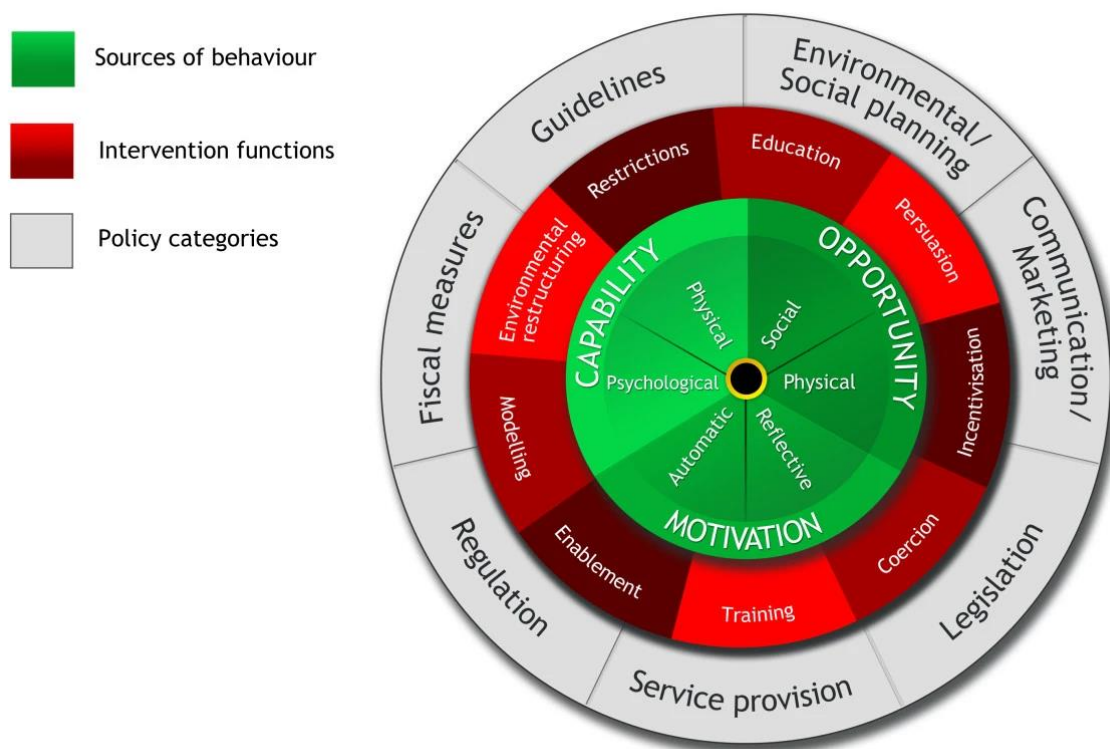 Sources of behaviour
Intervention functions
Policy categories
Environmental/
Social planning
Communication/
Marketing
Legislation
Service provision
Regulation
Fiscal measures
Guidelines
Education
Persuasion
Incentivisation
Coercion
Training
Enablement
Modelling
Environmental
restructuring
Restrictions
CAPABILITY
OPPORTUNITY
MOTIVATION
Physical
Social
Psychological
Physical
Automatic
Reflective